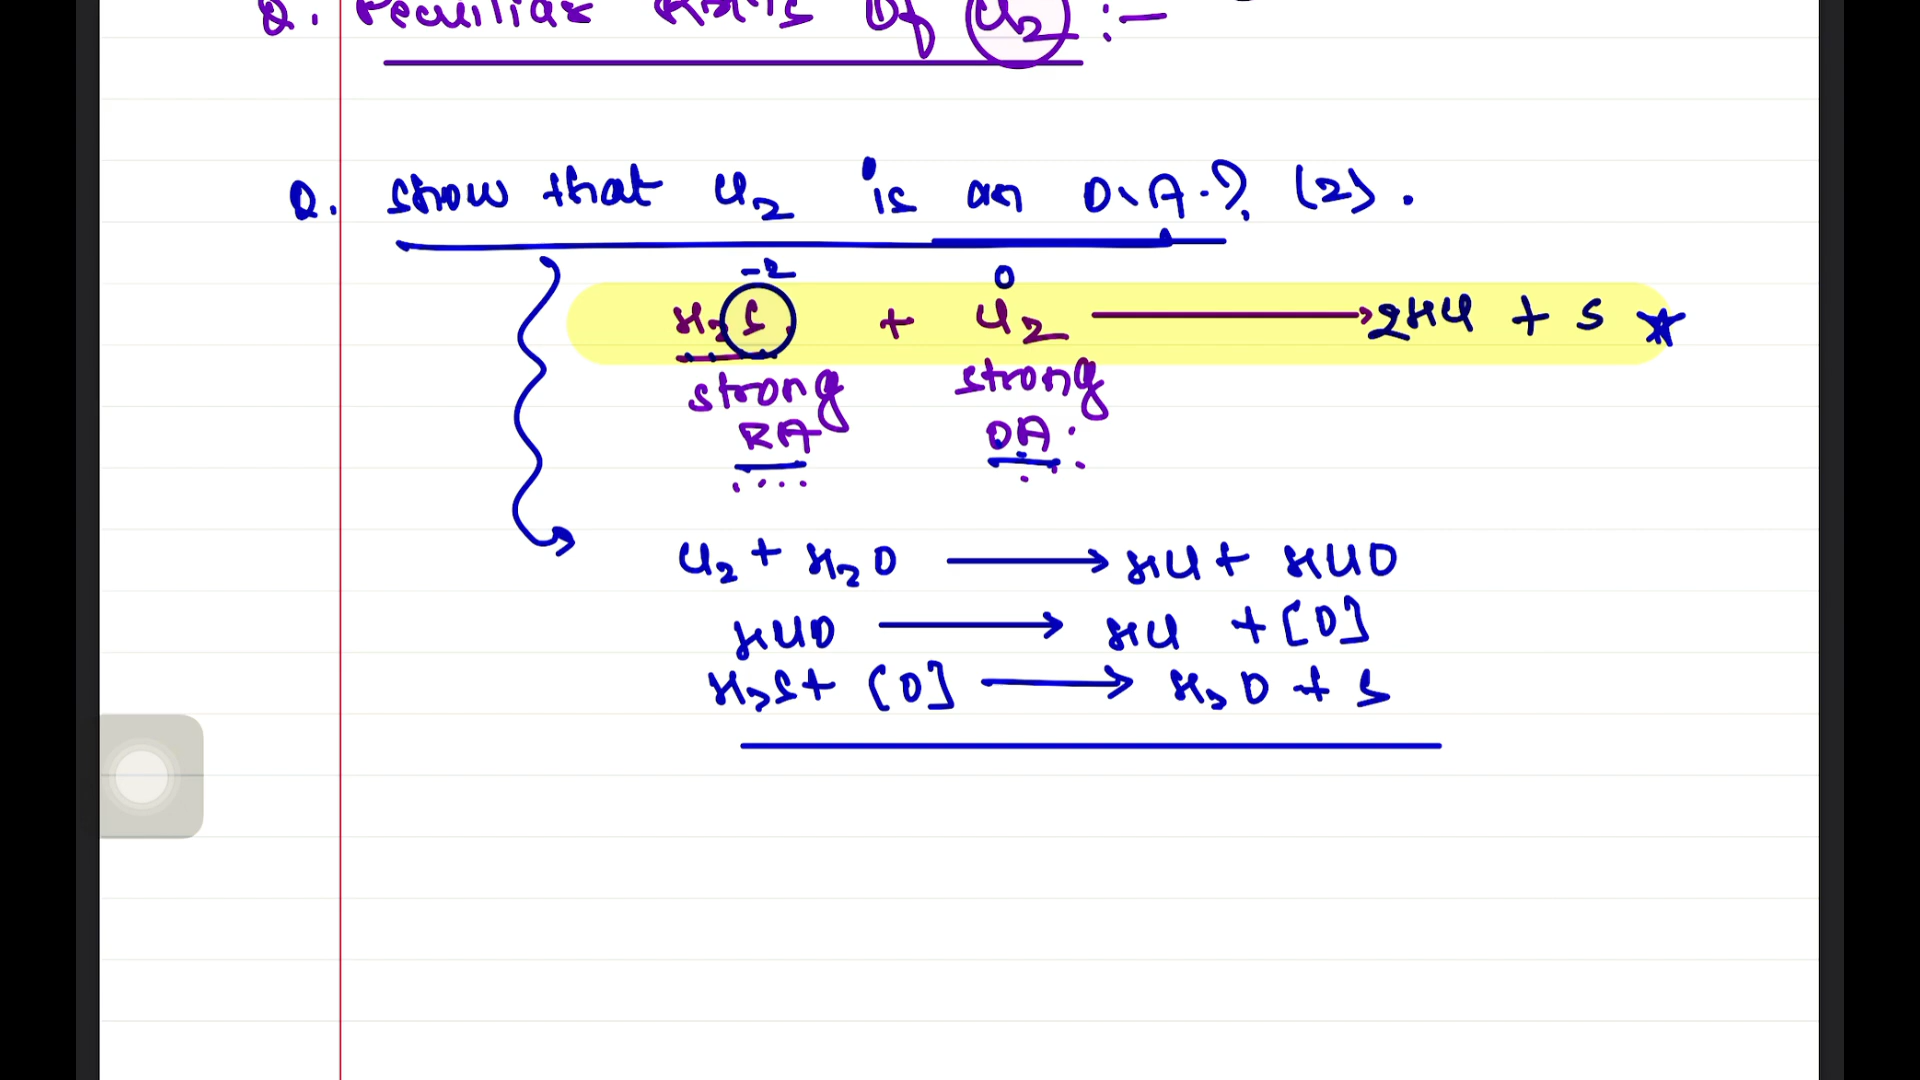 Q. Peculiar Rxns of Cl2 :-
Q. Show that Cl2 is an O.A.? (2).
-2 0
H2S + Cl2 → 2HCl + S ★
strong strong
RA OA.
Cl2 + H2O → HCl + HClO
HClO → HCl + [O]
H2S + [O] → H2O + S